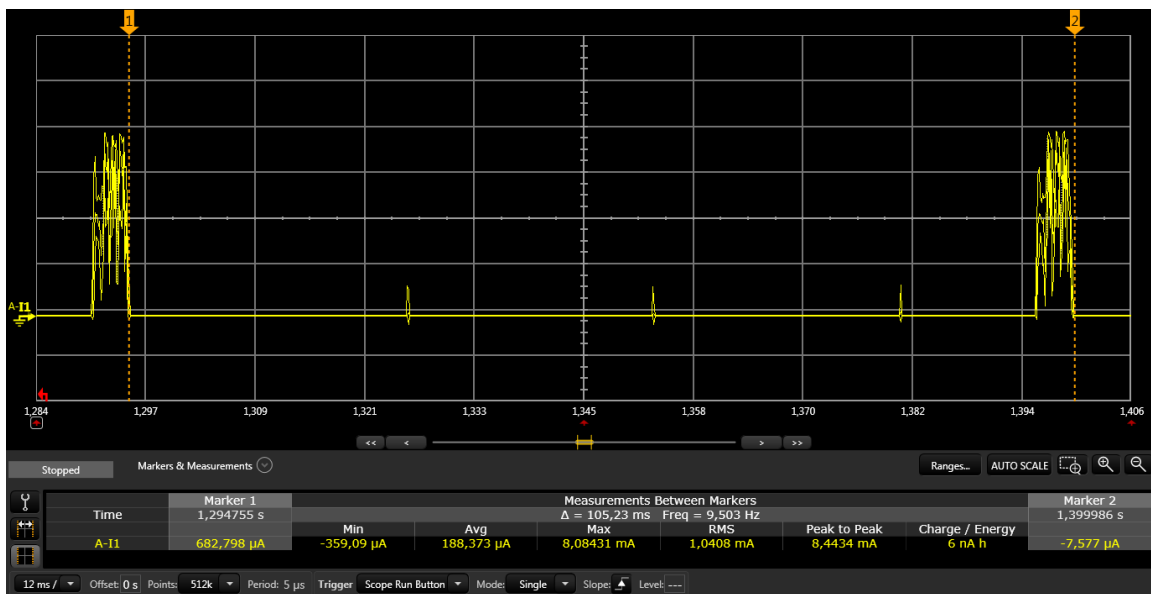 1 2
A-I1
1,284 1,297 1,309 1,321 1,333 1,345 1,358 1,370 1,382 1,394 1,406
<< < > >>
Stopped Markers & Measurements Ranges... AUTO SCALE
Marker 1 Measurements Between Markers Marker 2
Time 1,294755 s Δ = 105,23 ms Freq = 9,503 Hz 1,399986 s
Min Avg Max RMS Peak to Peak Charge / Energy
A-I1 682,798 µA -359,09 µA 188,373 µA 8,08431 mA 1,0408 mA 8,4434 mA 6 nA h -7,577 µA
12 ms / Offset: 0 s Points: 512k Period: 5 µs Trigger Scope Run Button Mode: Single Slope: Level: ---